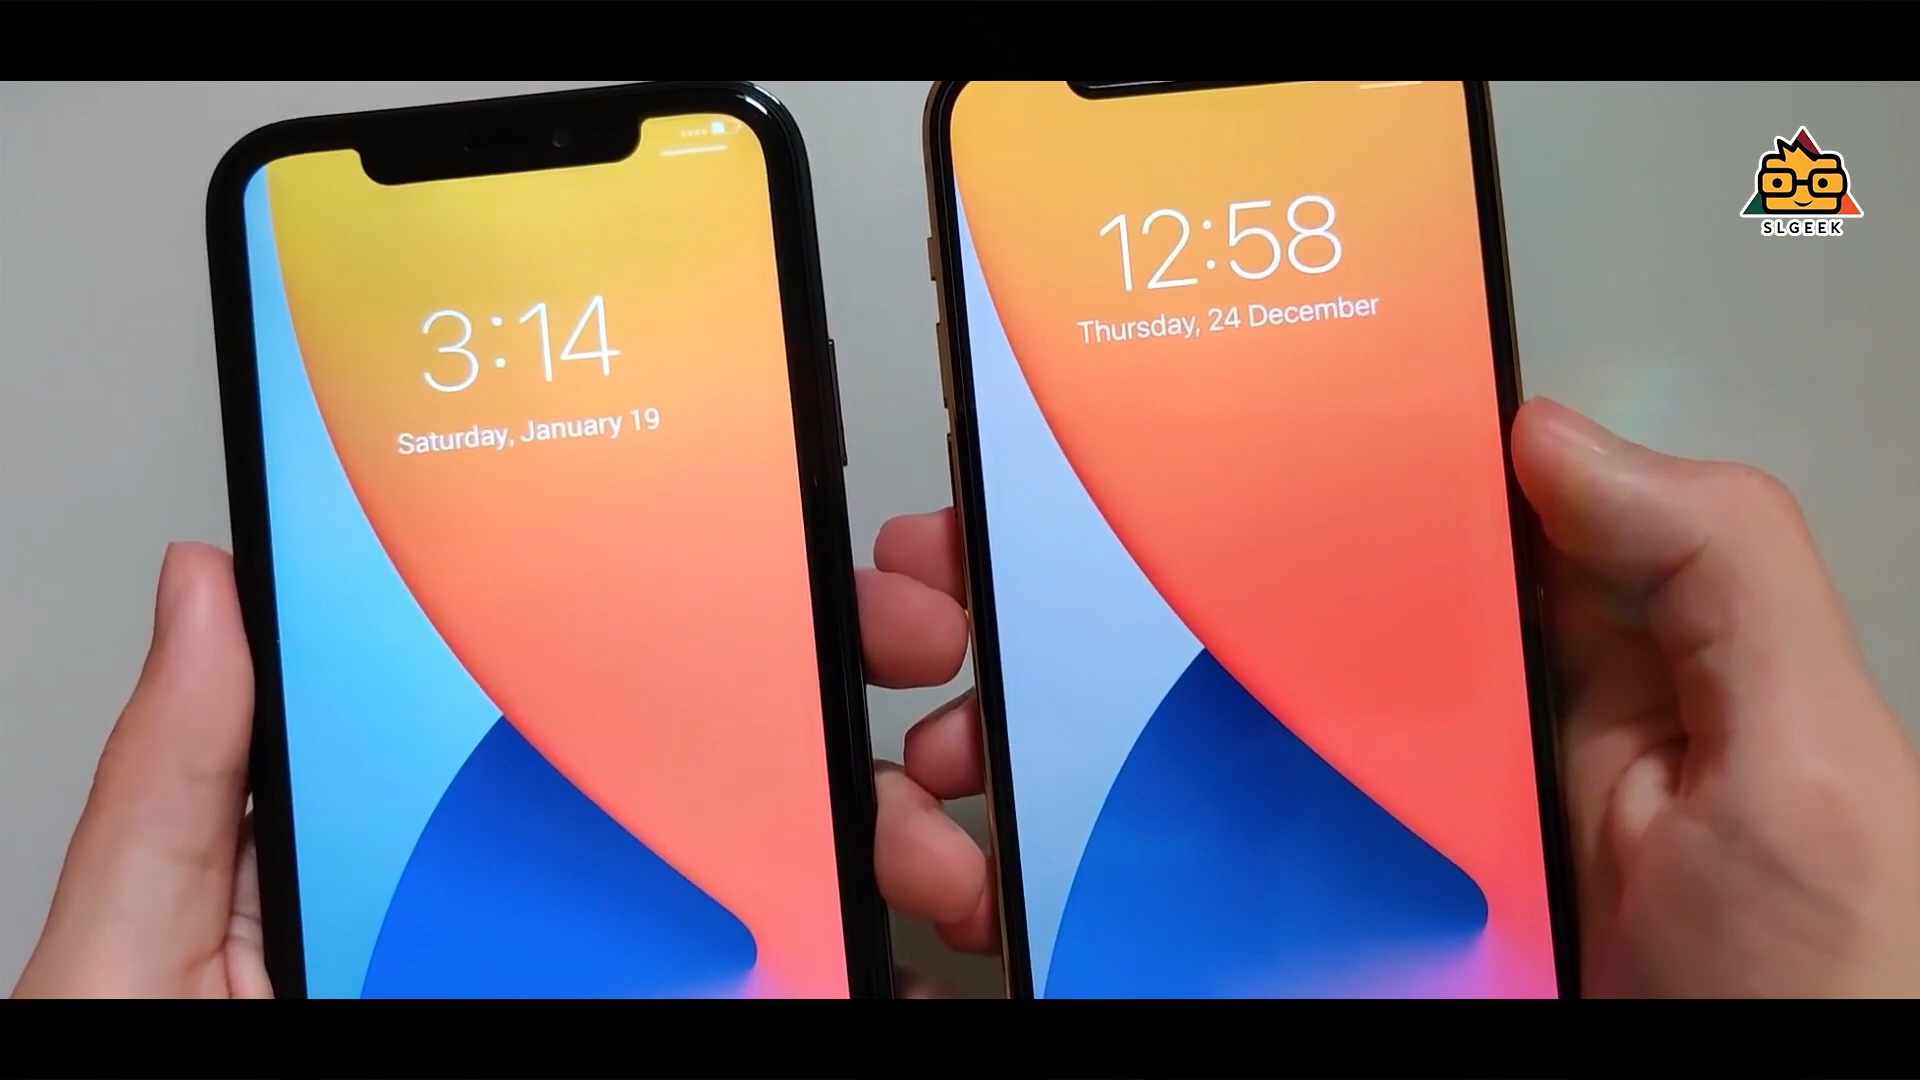 3:14
Saturday, January 19
12:58
Thursday, 24 December
SLGEEK